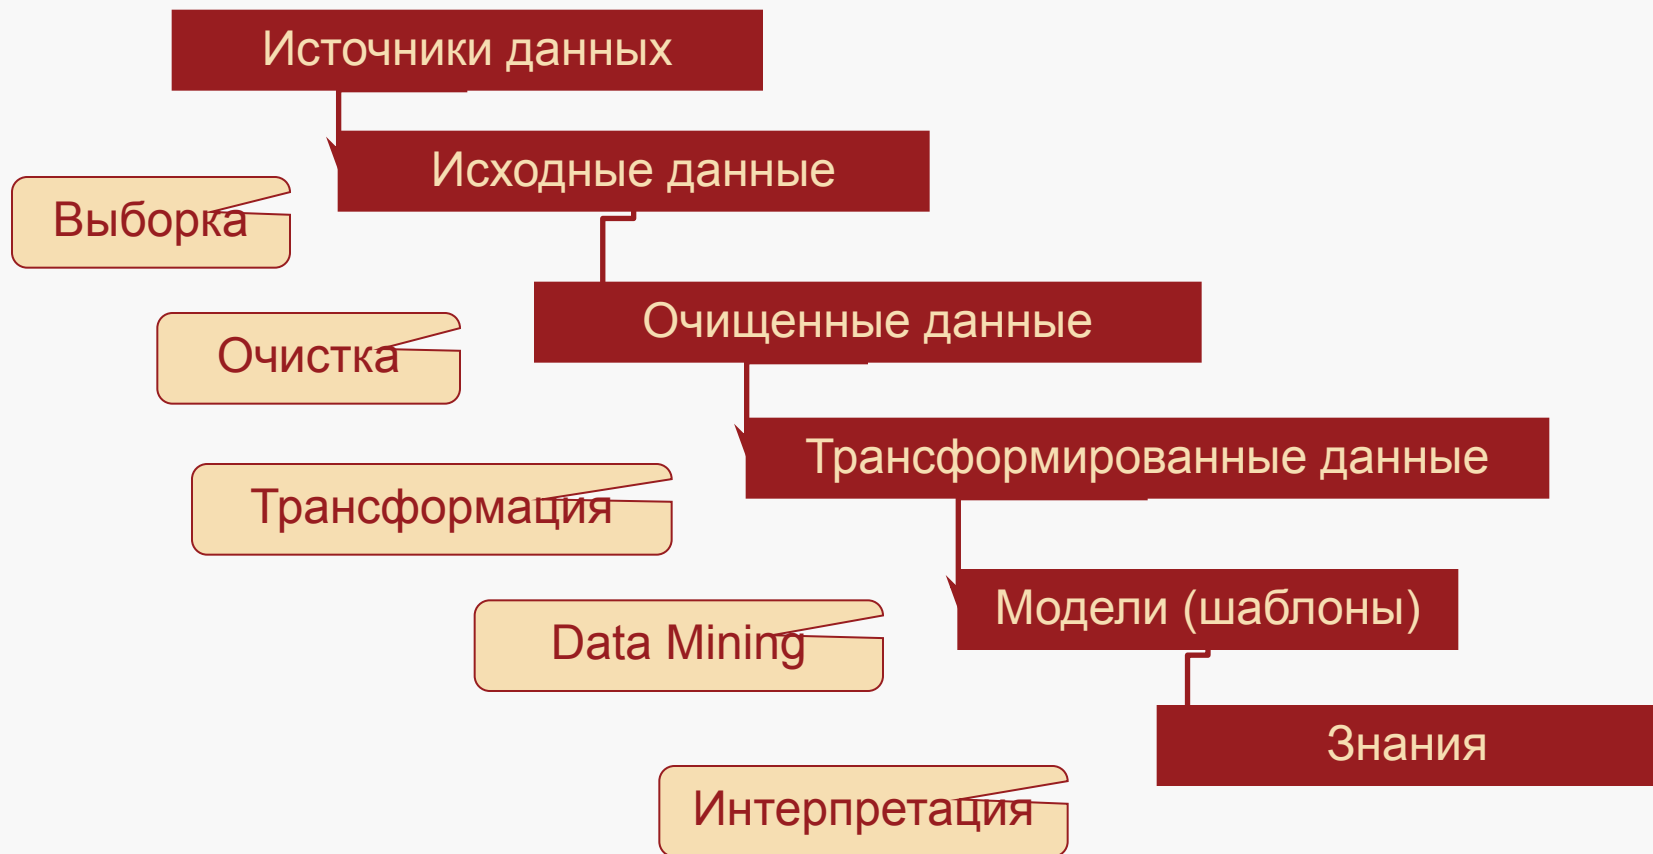 Источники данных
Исходные данные
Выборка
Очищенные данные
Очистка
Трансформированные данные
Трансформация
Модели (шаблоны)
Data Mining
Знания
Интерпретация